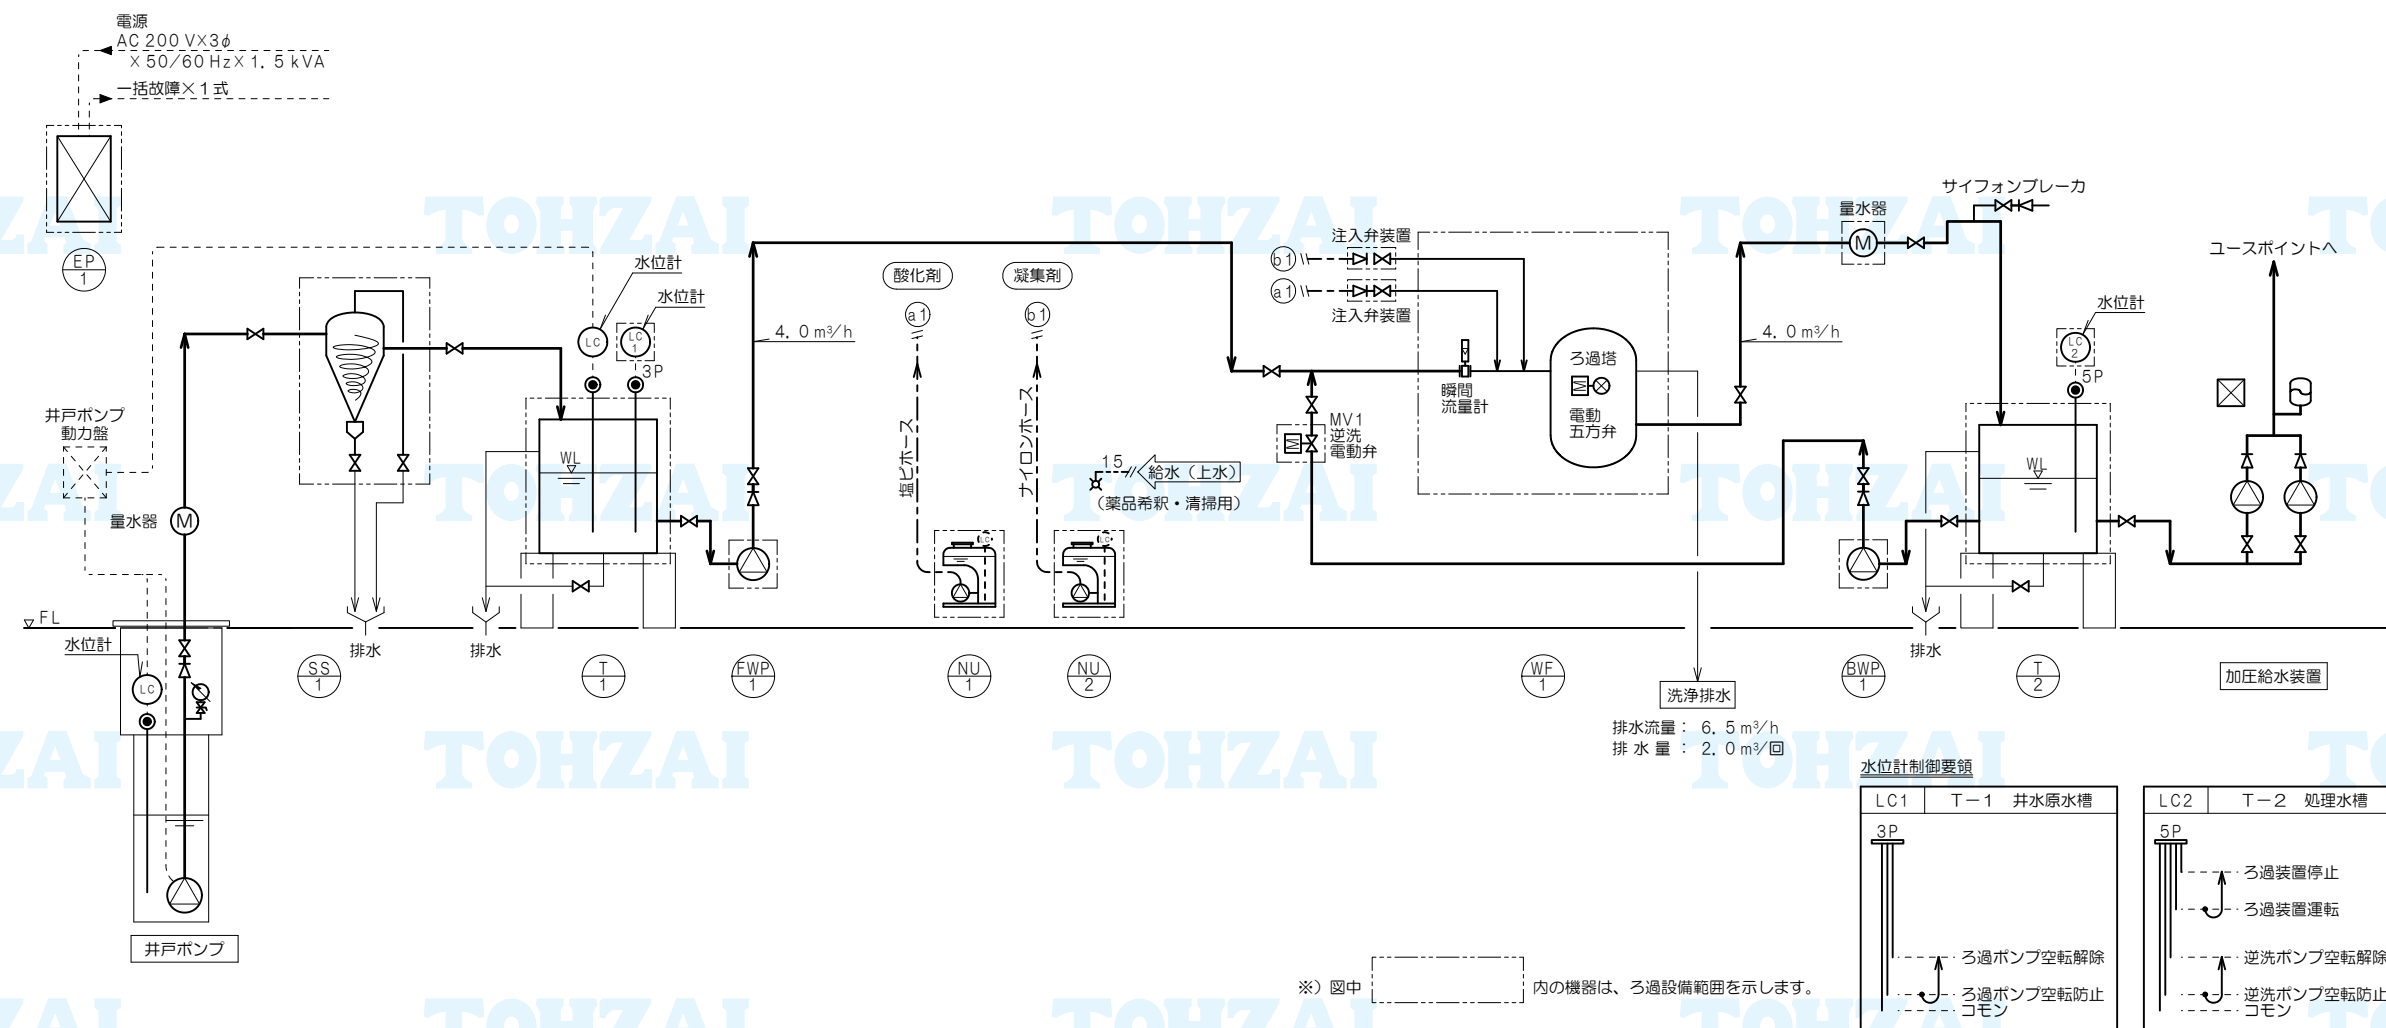 電源
AC 200 V×3φ
×50/60 Hz×1. 5 kVA
一括故障×1式
EP
1
井戸ポンプ
動力盤
量水器
M
FL
水位計
LC
井戸ポンプ
SS
1
排水
排水
水位計
水位計
LC
LC
1
3P
WL
T
1
4. 0 m³/h
FWP
1
酸化剤
a1
塩ビホース
LC
NU
1
凝集剤
b1
ナイロンホース
LC
NU
2
15
給水（上水）
（薬品希釈・清掃用）
注入弁装置
b1
a1
注入弁装置
MV1
逆洗
電動弁
M
瞬間
流量計
ろ過塔
M
電動
五方弁
WF
1
洗浄排水
排水流量： 6. 5 m³/h
排 水 量 ： 2. 0 m³/回
4. 0 m³/h
量水器
M
サイフォンブレーカ
BWP
1
排水
水位計
LC
2
5P
WL
T
2
ユースポイントへ
加圧給水装置
水位計制御要領
LC1 T－1 井水原水槽
3P
ろ過ポンプ空転解除
ろ過ポンプ空転防止
コモン
LC2 T－2 処理水槽
5P
ろ過装置停止
ろ過装置運転
逆洗ポンプ空転解除
逆洗ポンプ空転防止
コモン
※）図中 内の機器は、ろ過設備範囲を示します。
TOHZAI